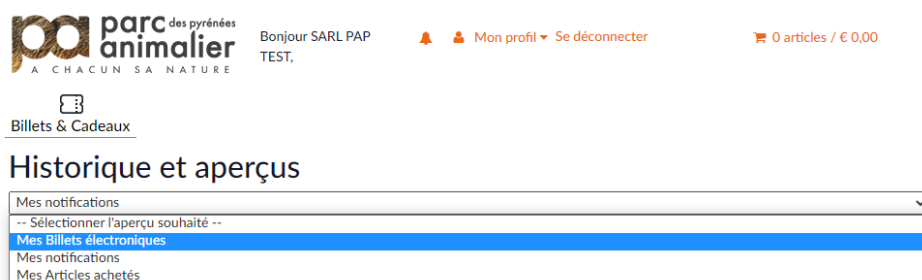 parc des pyrénées
animalier
A CHACUN SA NATURE
Bonjour SARL PAP
TEST,
Mon profil Se déconnecter
0 articles / € 0,00
Billets & Cadeaux
Historique et aperçus
Mes notifications
-- Sélectionner l'aperçu souhaité --
Mes Billets électroniques
Mes notifications
Mes Articles achetés